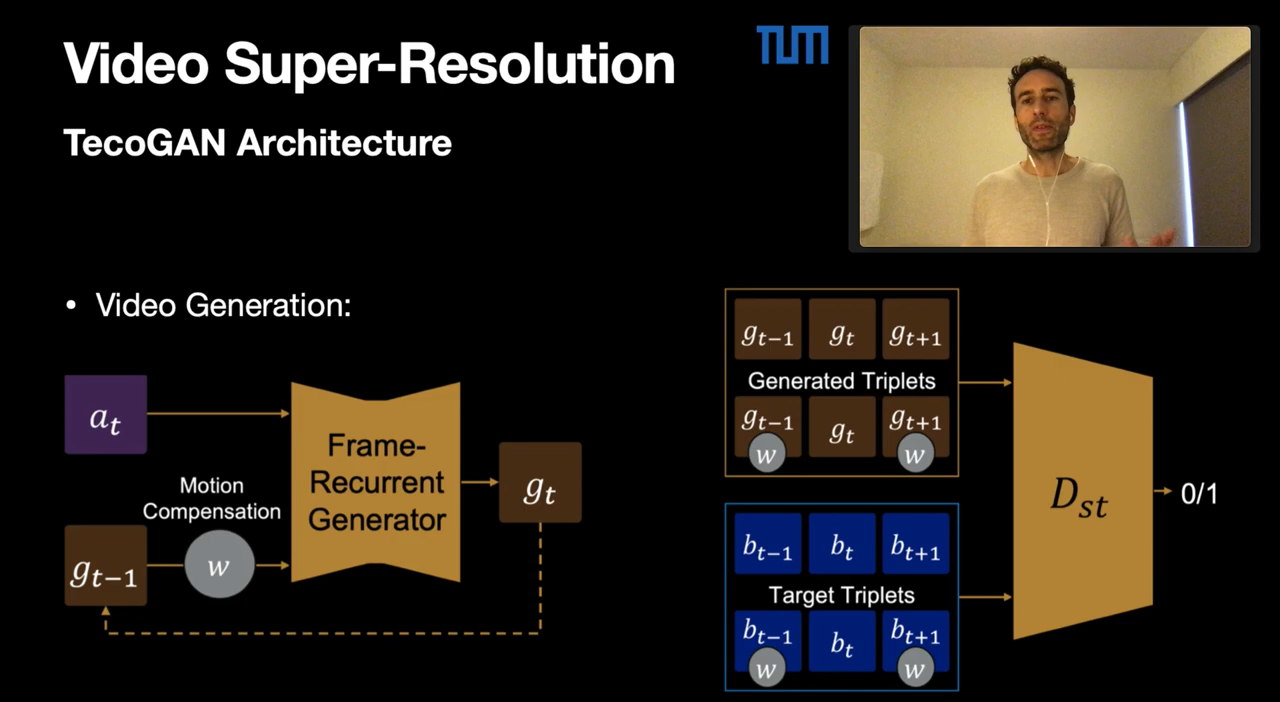 Video Super-Resolution
TUM
TecoGAN Architecture
• Video Generation:
a_t
Motion
Compensation
g_{t-1}
w
Frame-
Recurrent
Generator
g_t
g_{t-1} g_t g_{t+1}
Generated Triplets
g_{t-1} g_t g_{t+1}
w w
b_{t-1} b_t b_{t+1}
Target Triplets
b_{t-1} b_t b_{t+1}
w w
D_{st}
0/1